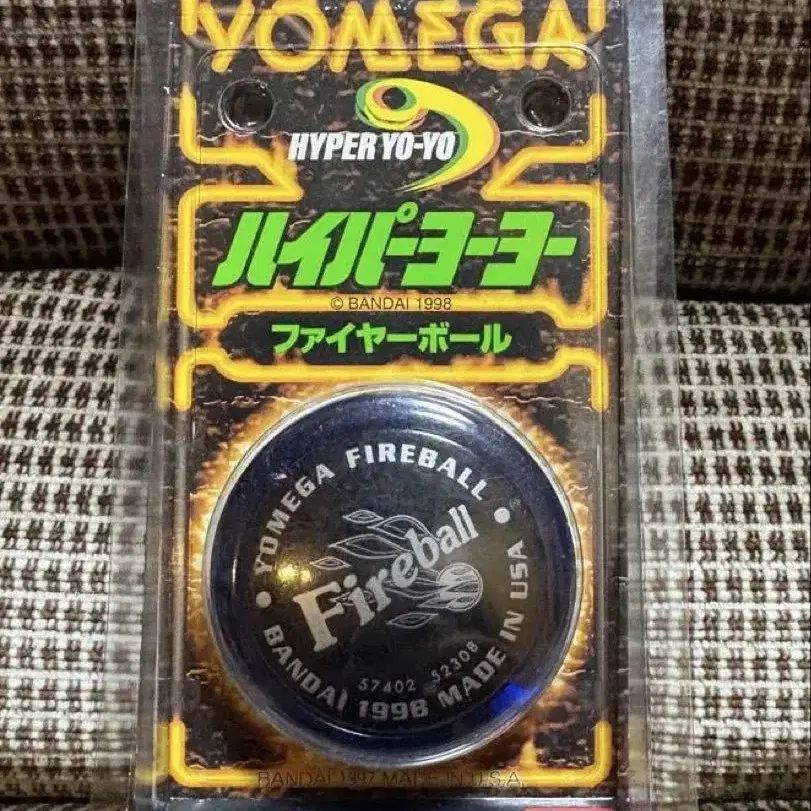 YOMEGA
HYPER YO-YO
ハイパーヨーヨー
© BANDAI 1998
ファイヤーボール
• YOMEGA FIREBALL •
Fireball
57402 52308
BANDAI 1998 MADE IN USA
BANDAI 1997 MADE IN U.S.A.